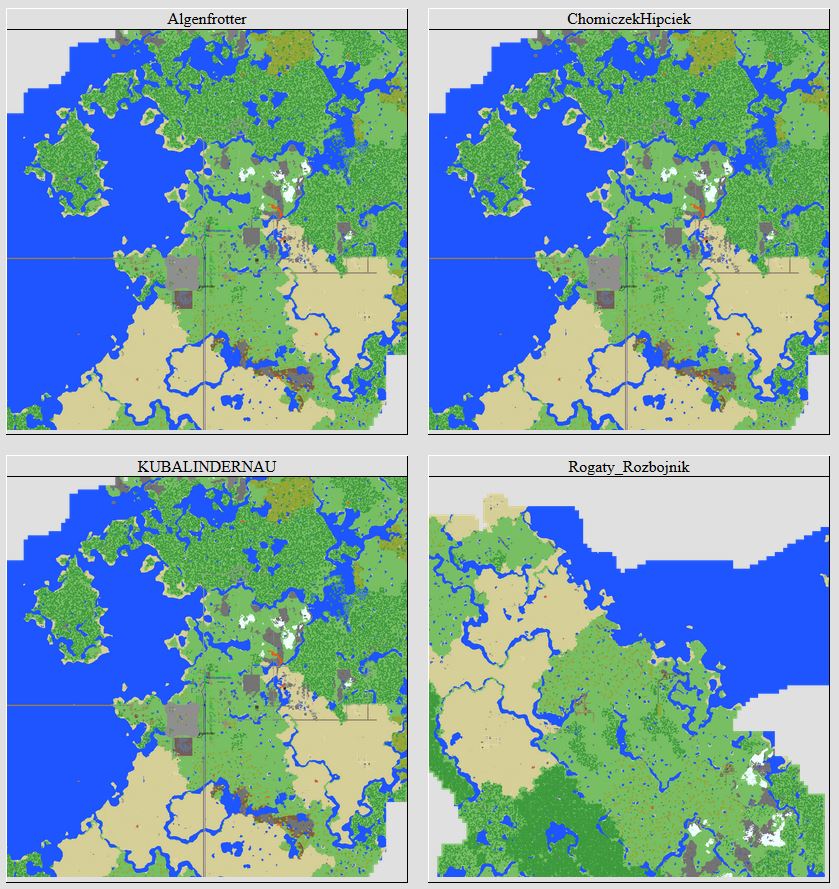 Algenfrotter
ChomiczekHipciek
KUBALINDERNAU
Rogaty_Rozbojnik